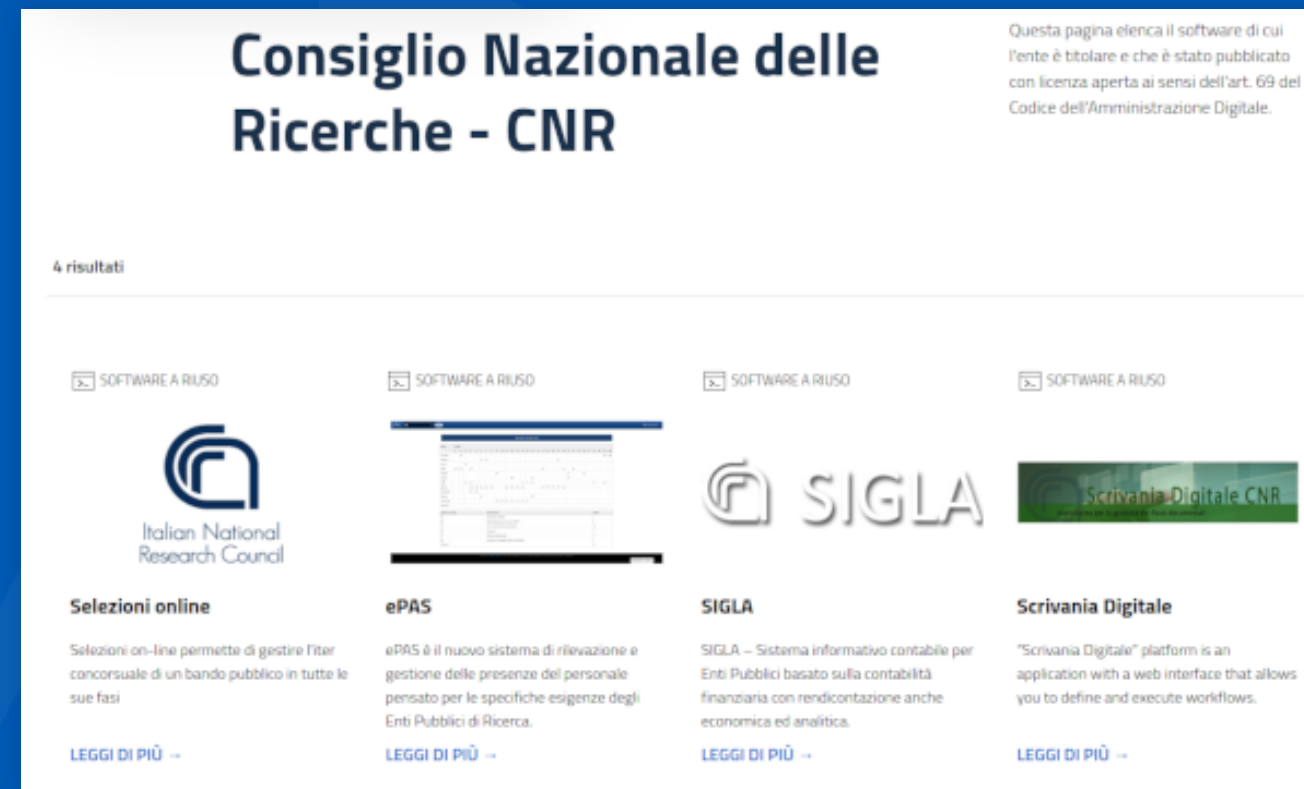 Consiglio Nazionale delle
Ricerche - CNR
Questa pagina elenca il software di cui
l'ente è titolare e che è stato pubblicato
con licenza aperta ai sensi dell'art. 69 del
Codice dell'Amministrazione Digitale.
4 risultati
SOFTWARE A RIUSO
Italian National
Research Council
Selezioni online
Selezioni on-line permette di gestire l'iter
concorsuale di un bando pubblico in tutte le
sue fasi
LEGGI DI PIÙ →
SOFTWARE A RIUSO
ePAS
ePAS è il nuovo sistema di rilevazione e
gestione delle presenze del personale
pensato per le specifiche esigenze degli
Enti Pubblici di Ricerca.
LEGGI DI PIÙ →
SOFTWARE A RIUSO
SIGLA
SIGLA
SIGLA – Sistema informativo contabile per
Enti Pubblici basato sulla contabilità
finanziaria con rendicontazione anche
economica ed analitica.
LEGGI DI PIÙ →
SOFTWARE A RIUSO
Scrivania Digitale CNR
Scrivania Digitale
"Scrivania Digitale" platform is an
application with a web interface that allows
you to define and execute workflows.
LEGGI DI PIÙ →